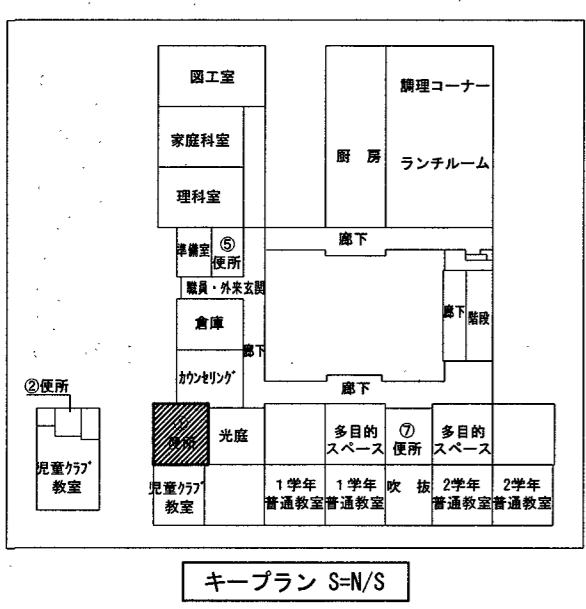 図工室
調理コーナー
家庭科室
厨 房
ランチルーム
理科室
準備室
⑤
便所
廊下
職員・外来玄関
倉庫
廊下
廊下
階段
カウンセリング
廊下
②便所
便所
光庭
多目的
スペース
⑦
便所
多目的
スペース
児童クラブ
教室
児童クラブ
教室
1学年
普通教室
1学年
普通教室
吹 抜
2学年
普通教室
2学年
普通教室
キープラン S=N/S